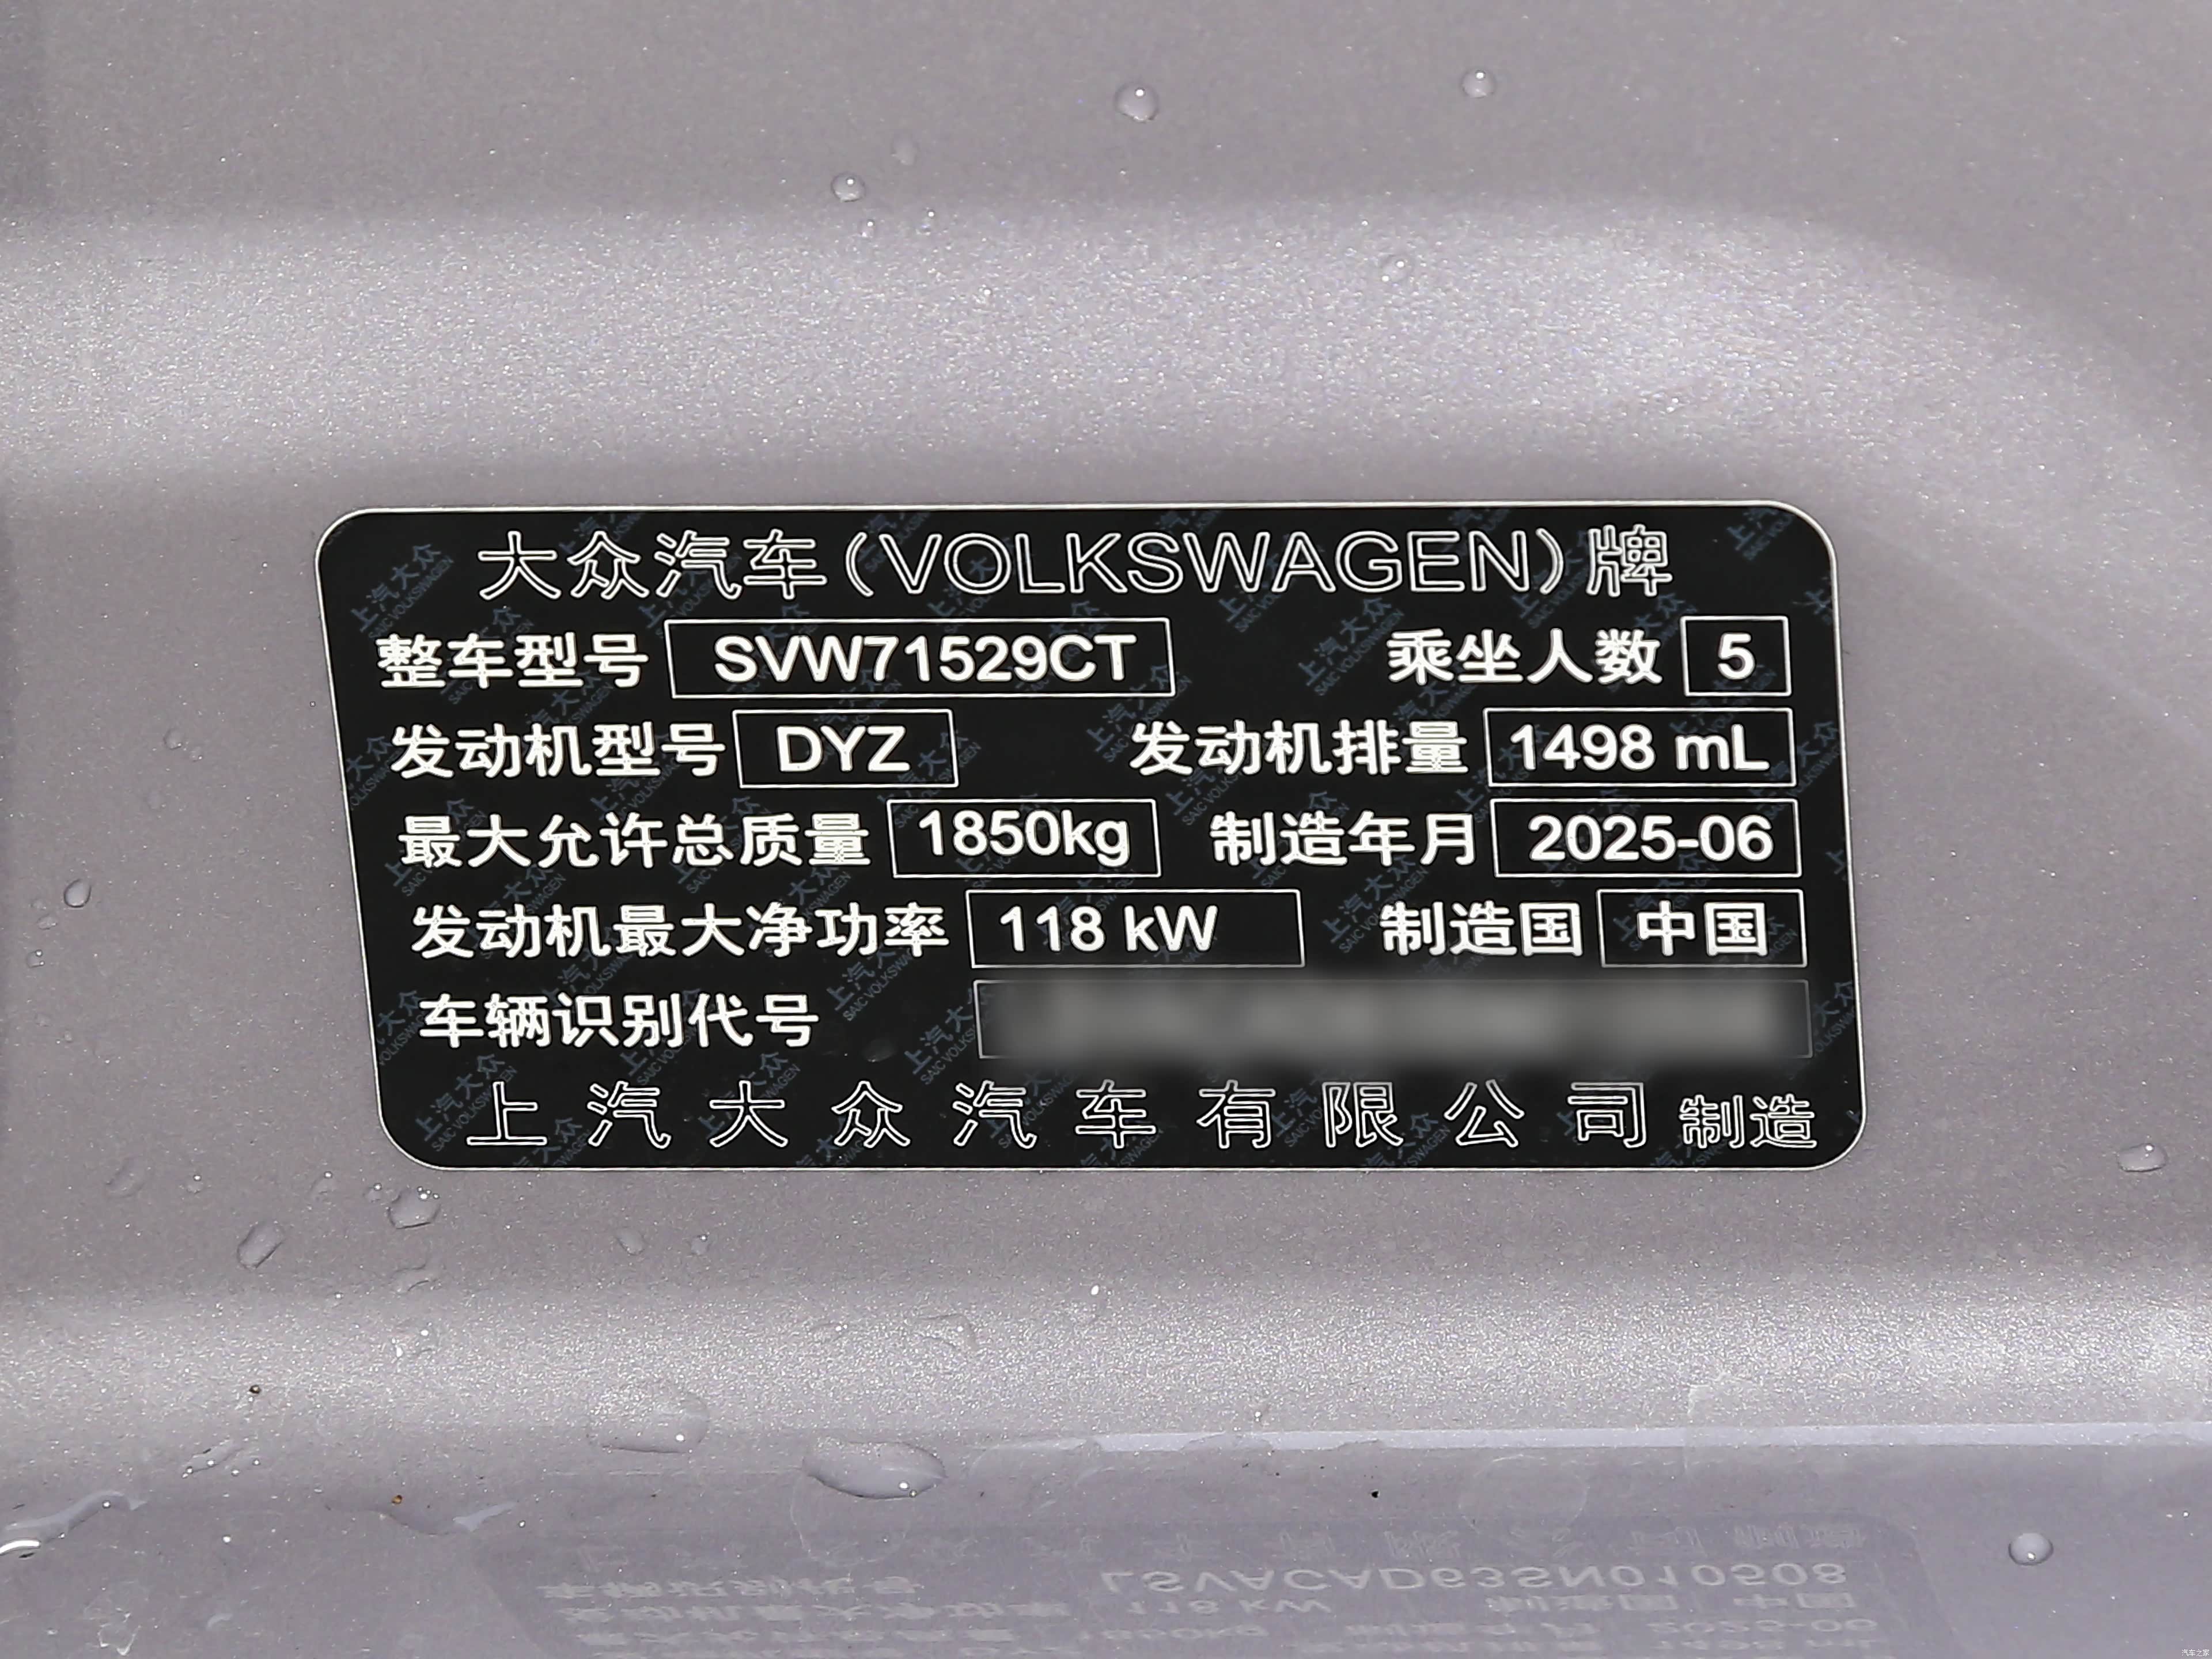 大众汽车(VOLKSWAGEN)牌
整车型号 SVW71529CT 乘坐人数 5
发动机型号 DYZ 发动机排量 1498 mL
最大允许总质量 1850kg 制造年月 2025-06
发动机最大净功率 118 kW 制造国 中国
车辆识别代号
上汽大众汽车有限公司 制造
汽车之家